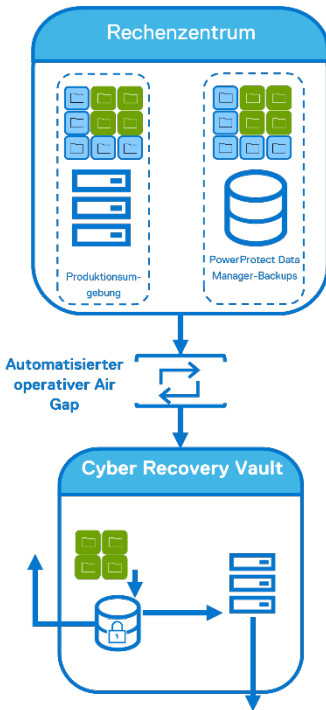 Rechenzentrum
Produktionsum-
gebung
PowerProtect Data
Manager-Backups
Automatisierter
operativer Air
Gap
Cyber Recovery Vault